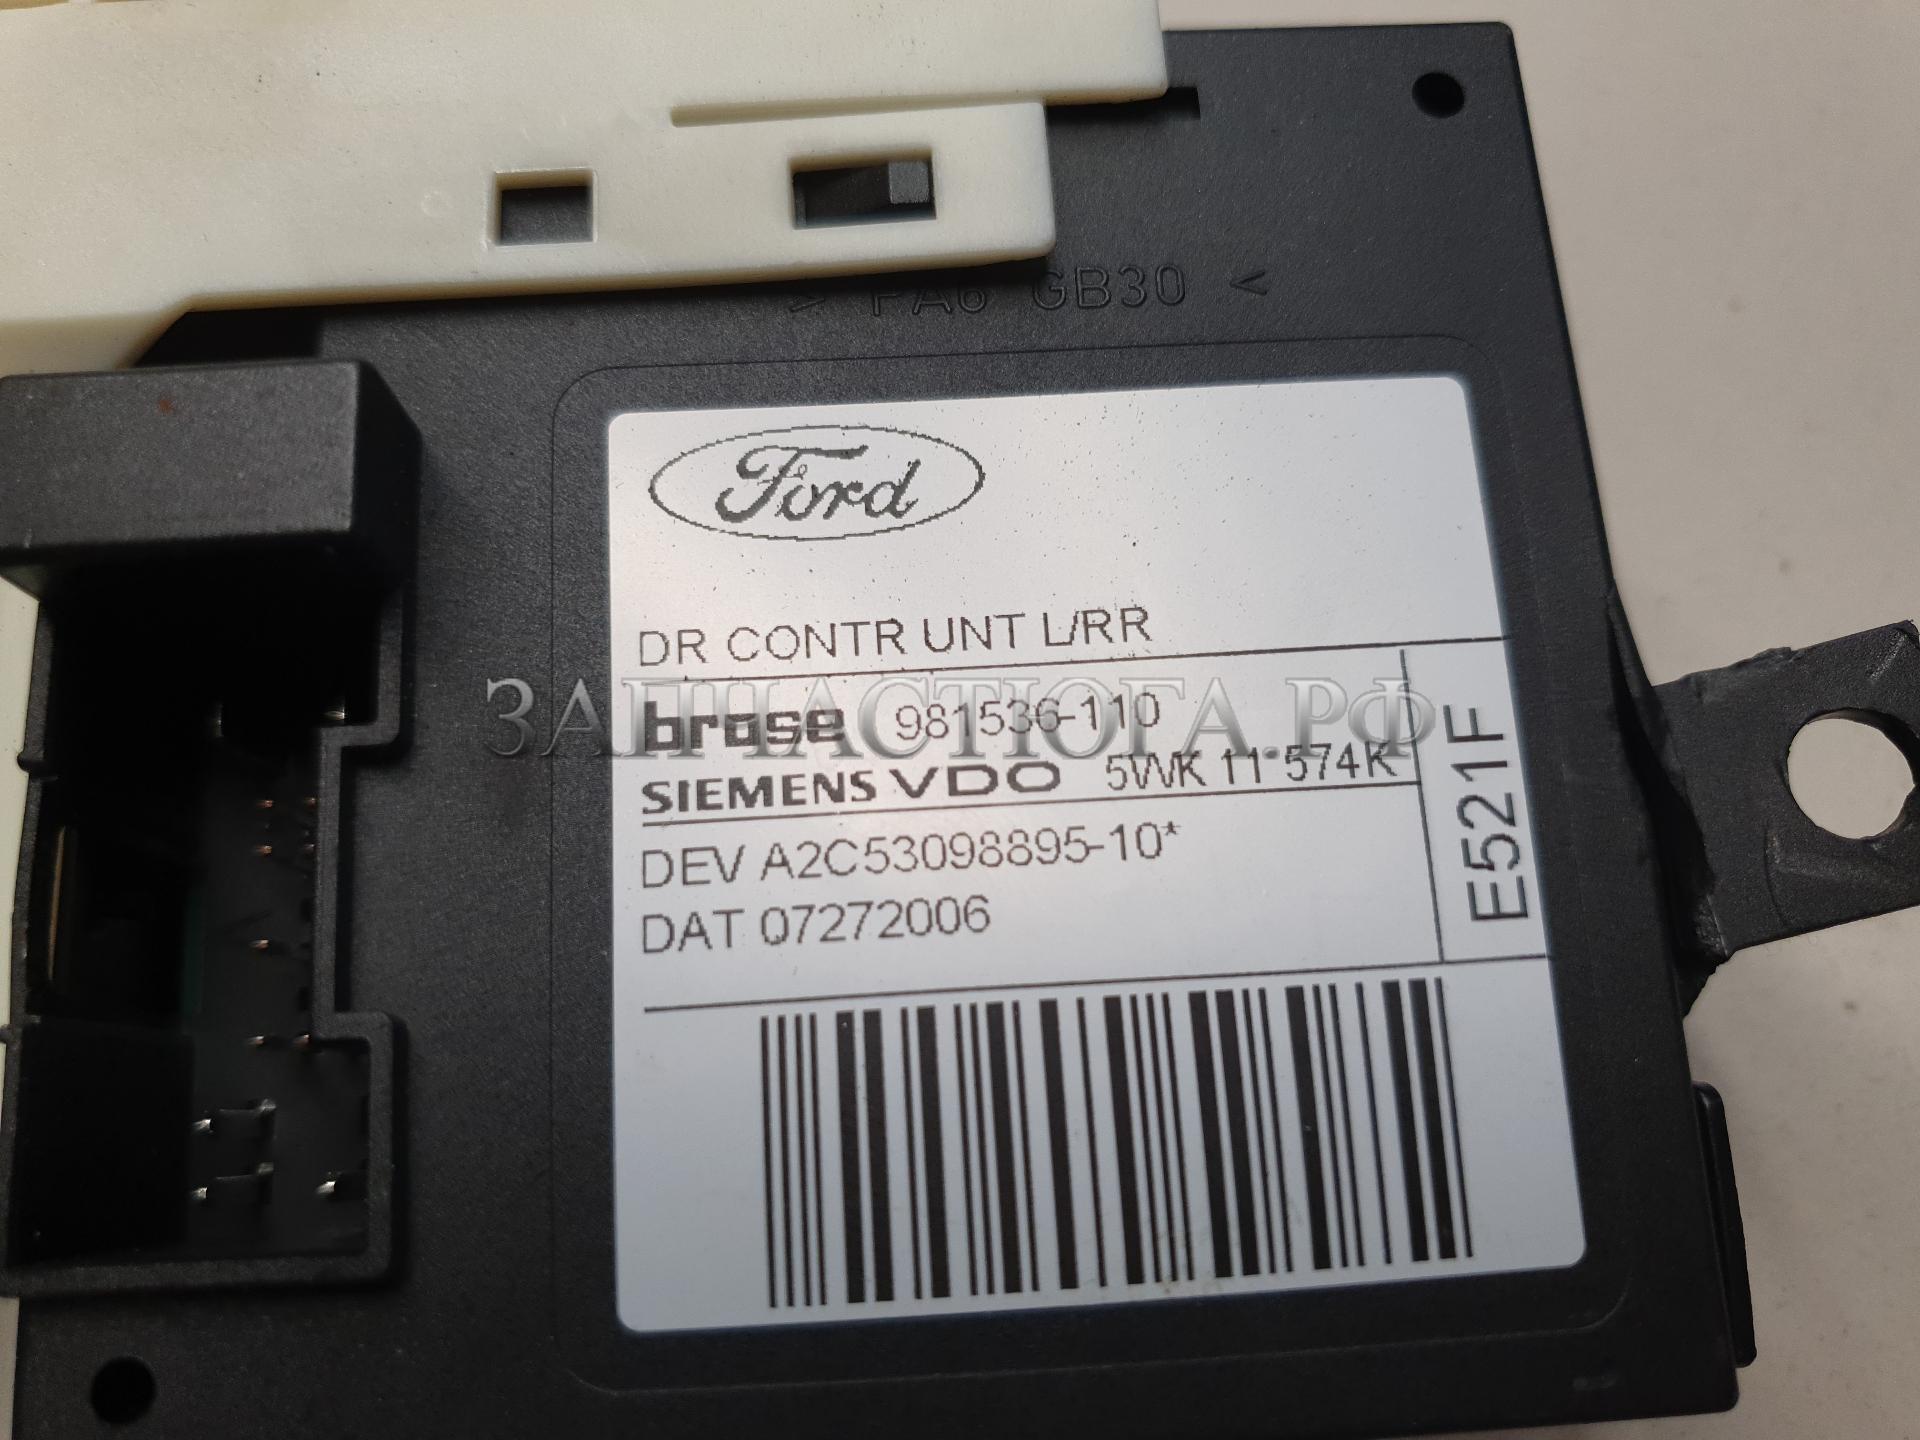 > PA6 GB30 <
Ford
DR CONTR UNT L/RR
brose 981536-110
SIEMENS VDO 5WK 11 574K
DEV A2C53098895-10*
DAT 07272006
E521F
ЗАПЧАСТЮГА.РФ